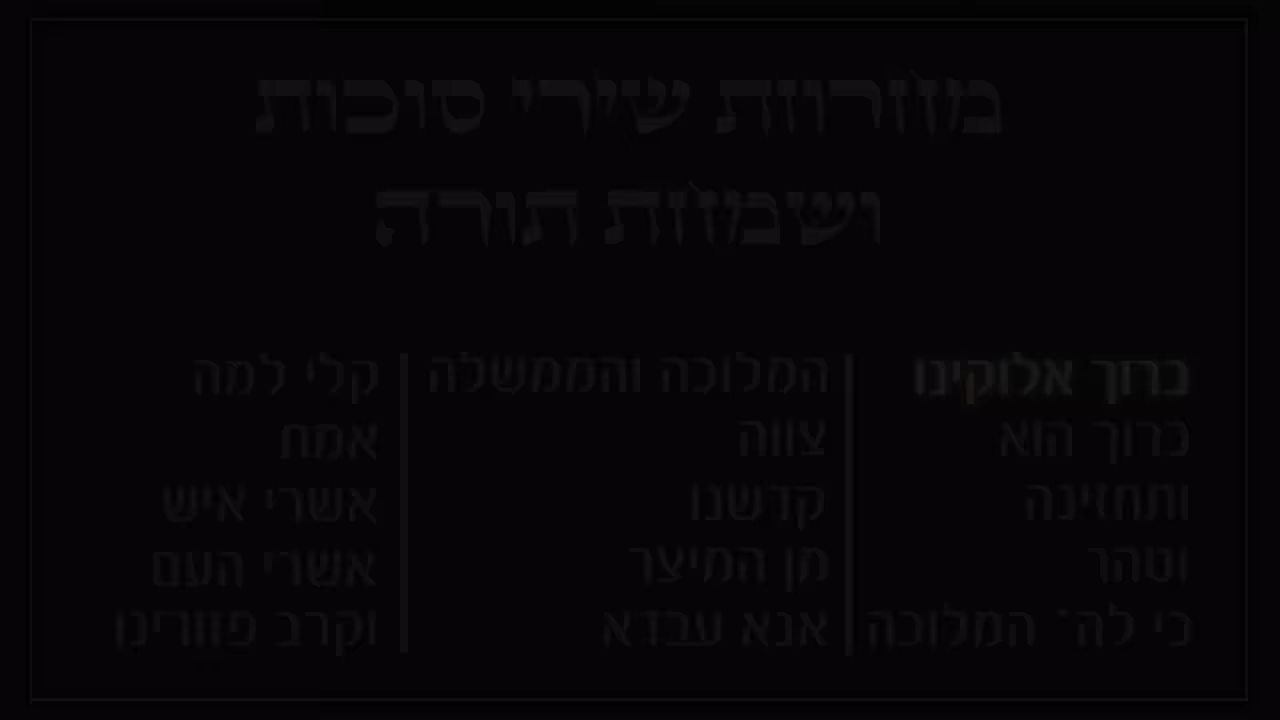 מחרוזת שירי סוכות
ושמחת תורה
ברוך אלוקינו
ברוך הוא
ותחזינה
וטהר
כי לה' המלוכה
המלוכה והממשלה
צווה
קדשנו
מן המיצר
אנא עבדא
קלי למה
אמת
אשרי איש
אשרי העם
וקרב פזורינו